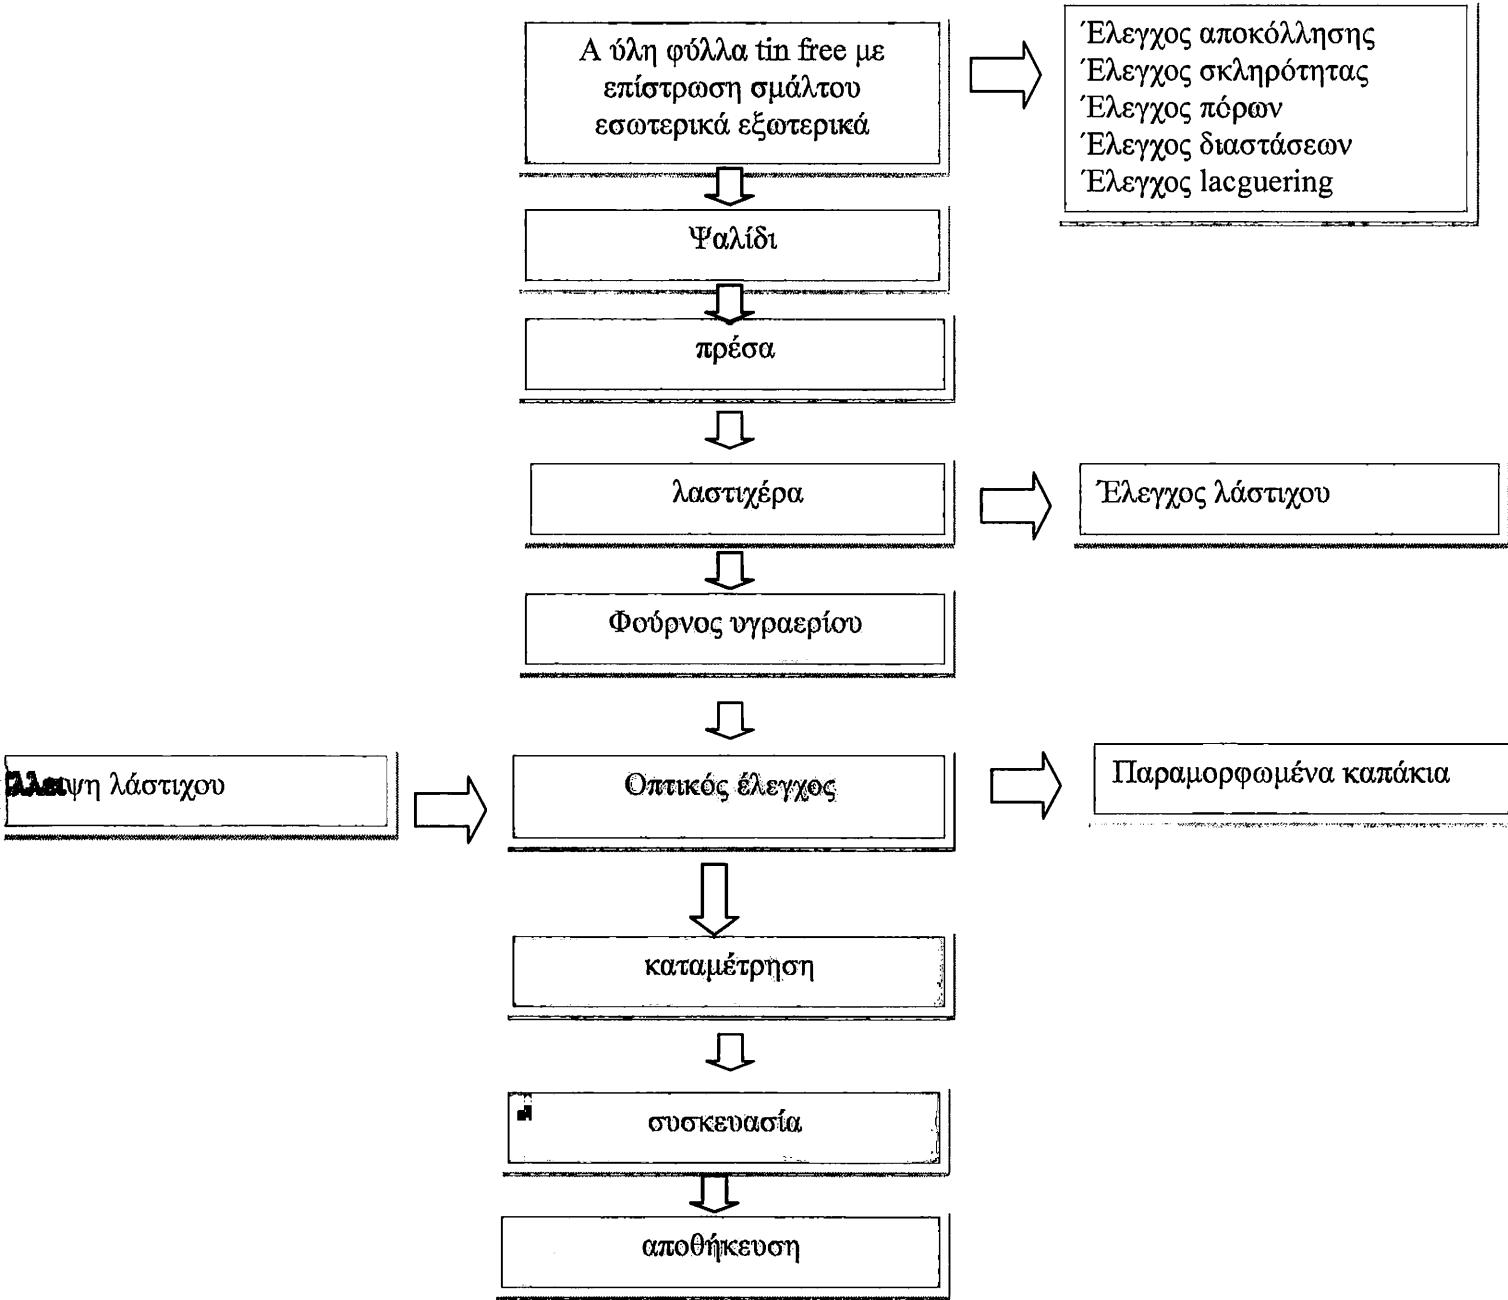 Α ύλη φύλλα tin free με
επίστρωση σμάλτου
εσωτερικά εξωτερικά
Έλεγχος αποκόλλησης
Έλεγχος σκληρότητας
Έλεγχος πόρων
Έλεγχος διαστάσεων
Έλεγχος lacguering
Ψαλίδι
πρέσα
λαστιχέρα
Έλεγχος λάστιχου
Φούρνος υγραερίου
λάστιχου
Οπτικός έλεγχος
Παραμορφωμένα καπάκια
καταμέτρηση
συσκευασία
αποθήκευση